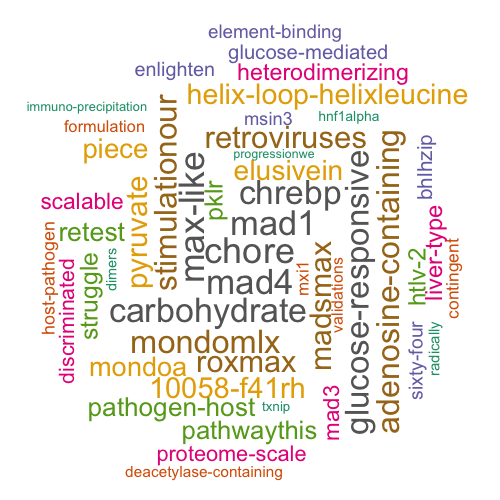 element-binding
glucose-mediated
enlighten
heterodimerizing
helix-loop-helixleucine
immuno-precipitation
msin3
hnf1alpha
formulation
retroviruses
piece
progressionwe
elusivein
stimulationour
max-like
pklr
chrebp
bhlhzip
scalable
pyruvate
mad1
glucose-responsive
adenosine-containing
retest
chore
host-pathogen
discriminated
struggle
dimers
mad4
mxi1
validations
madsmax
htlv-2
liver-type
contingent
carbohydrate
mondomlx
roxmax
sixty-four
radically
mondoa
10058-f41rh
pathogen-host
txnip
mad3
pathwaythis
proteome-scale
deacetylase-containing